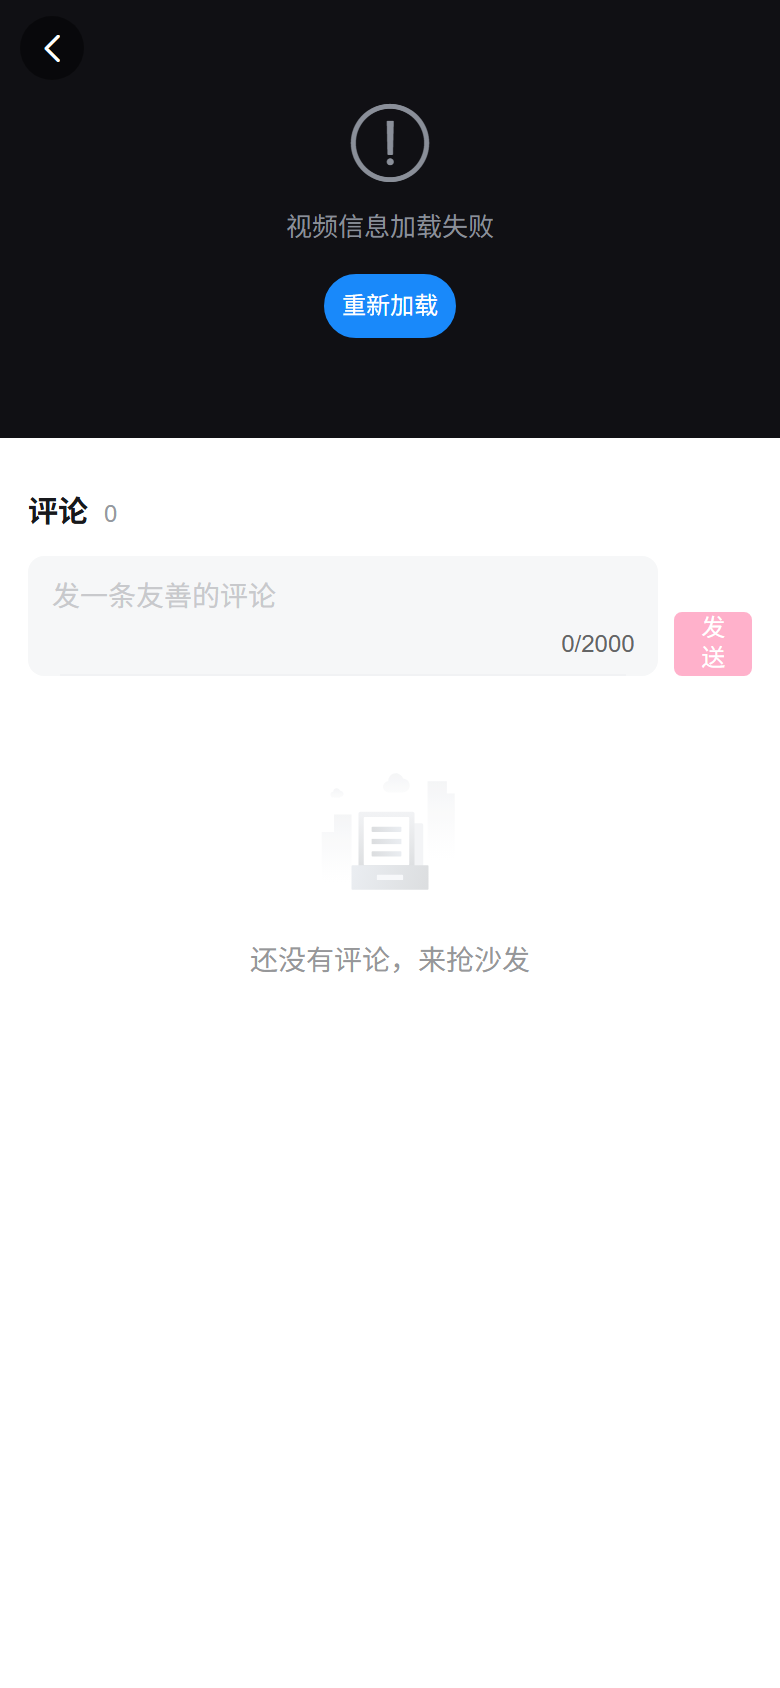 视频信息加载失败
重新加载
评论 0
发一条友善的评论
0/2000
发
送
还没有评论，来抢沙发